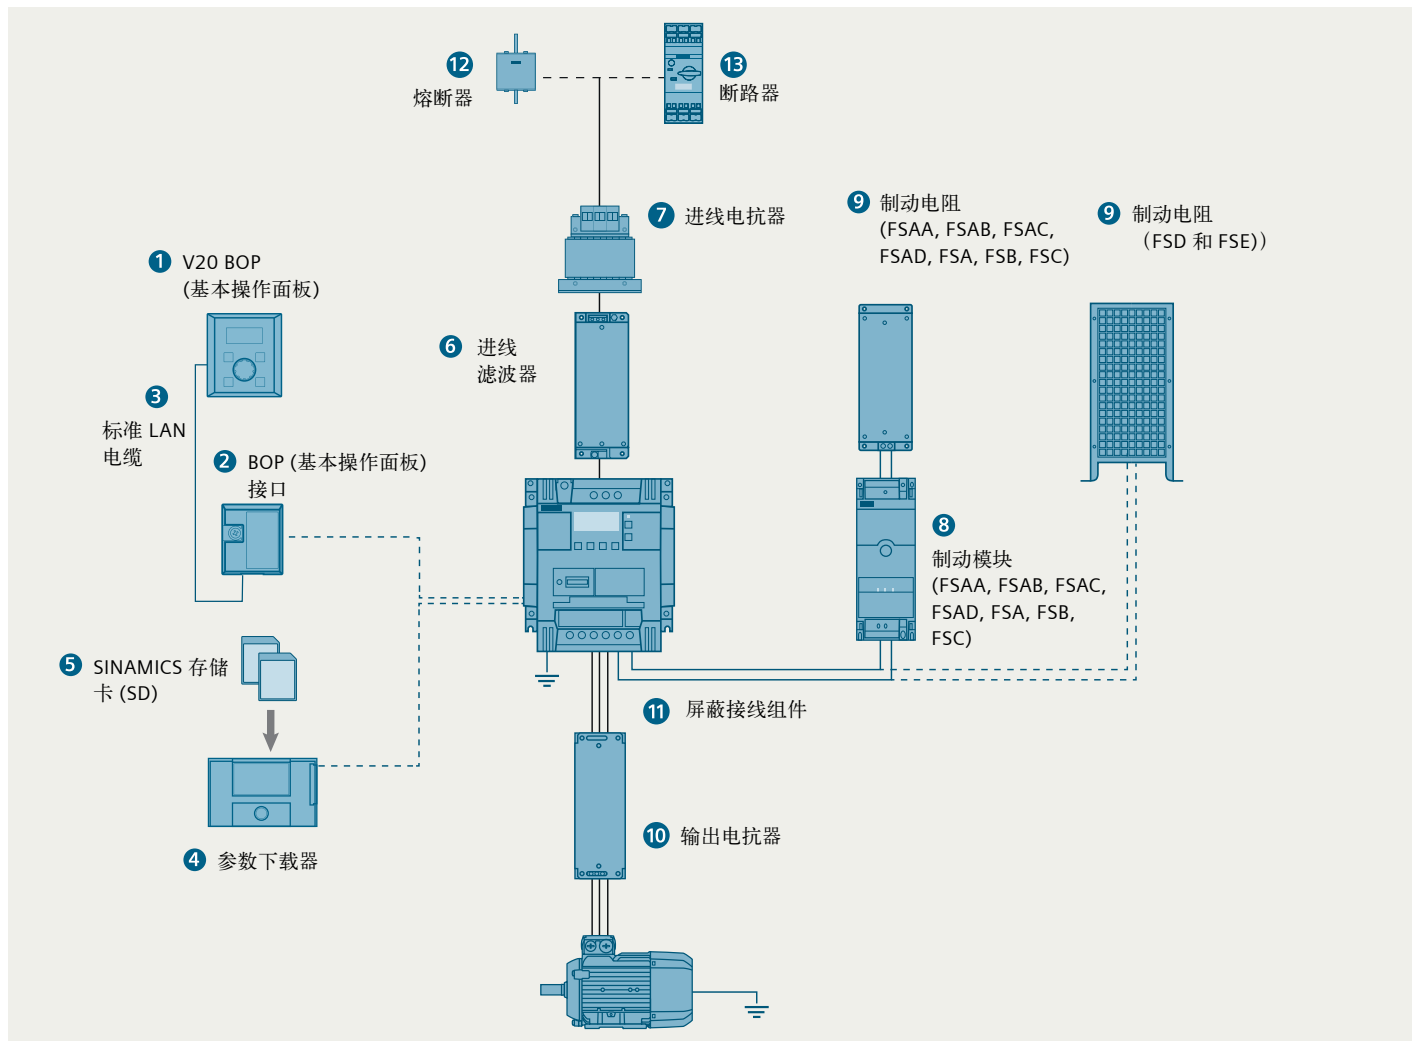 12
熔断器
13
断路器
7 进线电抗器
9 制动电阻
(FSAA, FSAB, FSAC,
FSAD, FSA, FSB, FSC)
9 制动电阻
（FSD 和 FSE)）
1 V20 BOP
(基本操作面板)
6 进线
滤波器
3
标准 LAN
电缆
2 BOP (基本操作面板)
接口
8
制动模块
(FSAA, FSAB, FSAC,
FSAD, FSA, FSB,
FSC)
5 SINAMICS 存储
卡 (SD)
11 屏蔽接线组件
10 输出电抗器
4 参数下载器